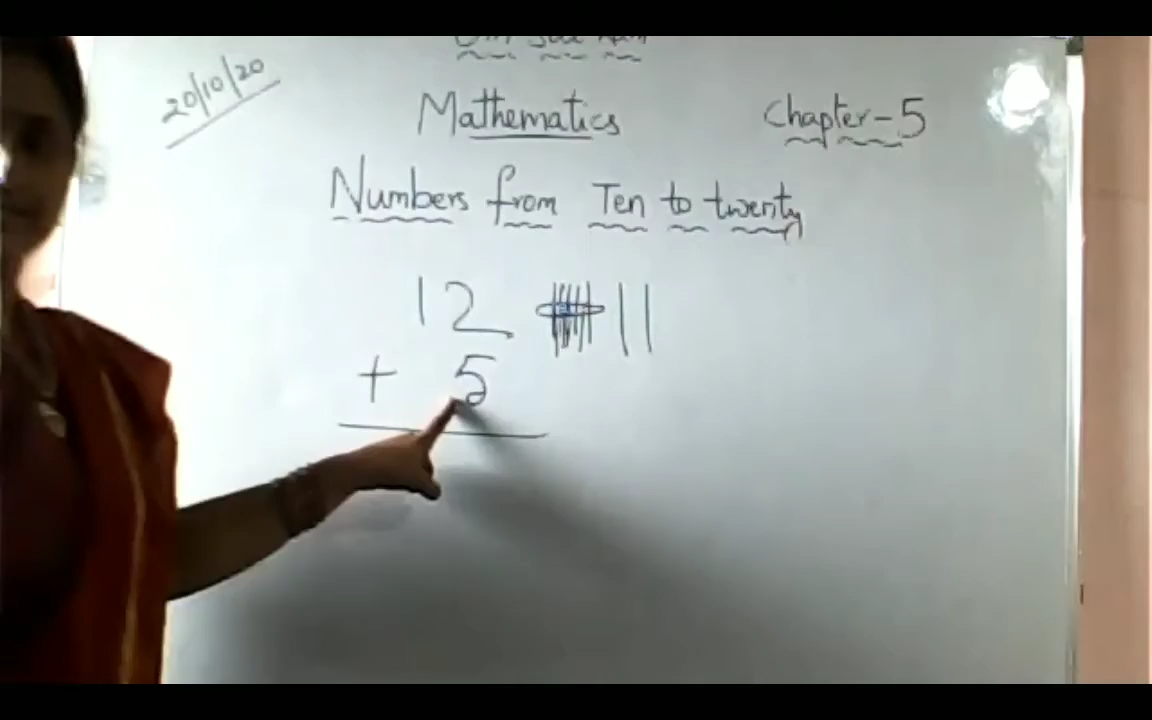 20/10/20
Mathematics Chapter-5
Numbers from Ten to twenty
12
+ 5